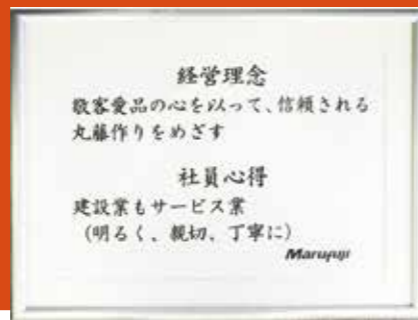 経営理念
敬客愛品の心を以って、信頼される
丸藤作りをめざす
社員心得
建設業もサービス業
(明るく、親切、丁寧に)
Marufuji